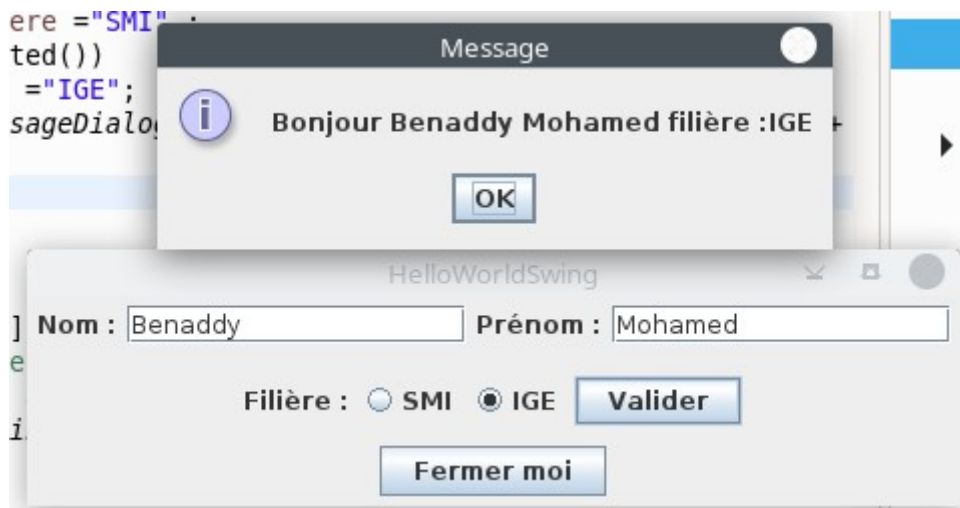 ere ="SMI" ;
ted())
="IGE";
sageDialog
+
Message
Bonjour Benaddy Mohamed filière :IGE
OK
HelloWorldSwing
Nom : Benaddy Prénom : Mohamed
Filière : SMI IGE Valider
Fermer moi
]
e
i